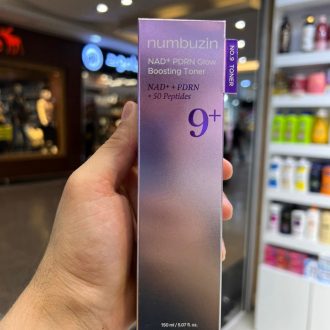 numbuzin
NAD+ PDRN Glow
Boosting Toner
NAD+ + PDRN
+ 50 Peptides
9+
NO.9 TONER
150 ml / 5.07 fl. oz.